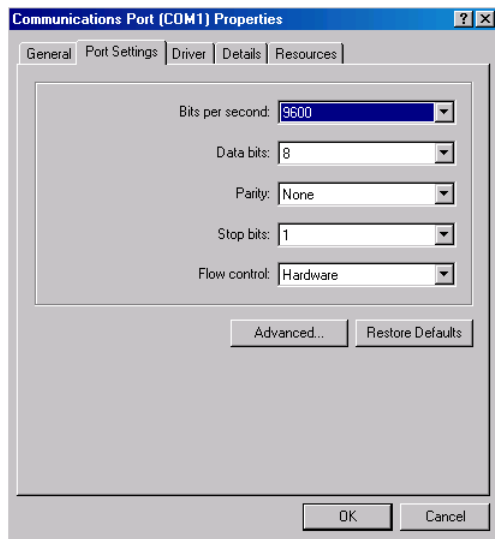 Communications Port (COM1) Properties
General Port Settings Driver Details Resources
Bits per second: 9600
Data bits: 8
Parity: None
Stop bits: 1
Flow control: Hardware
Advanced... Restore Defaults
OK Cancel